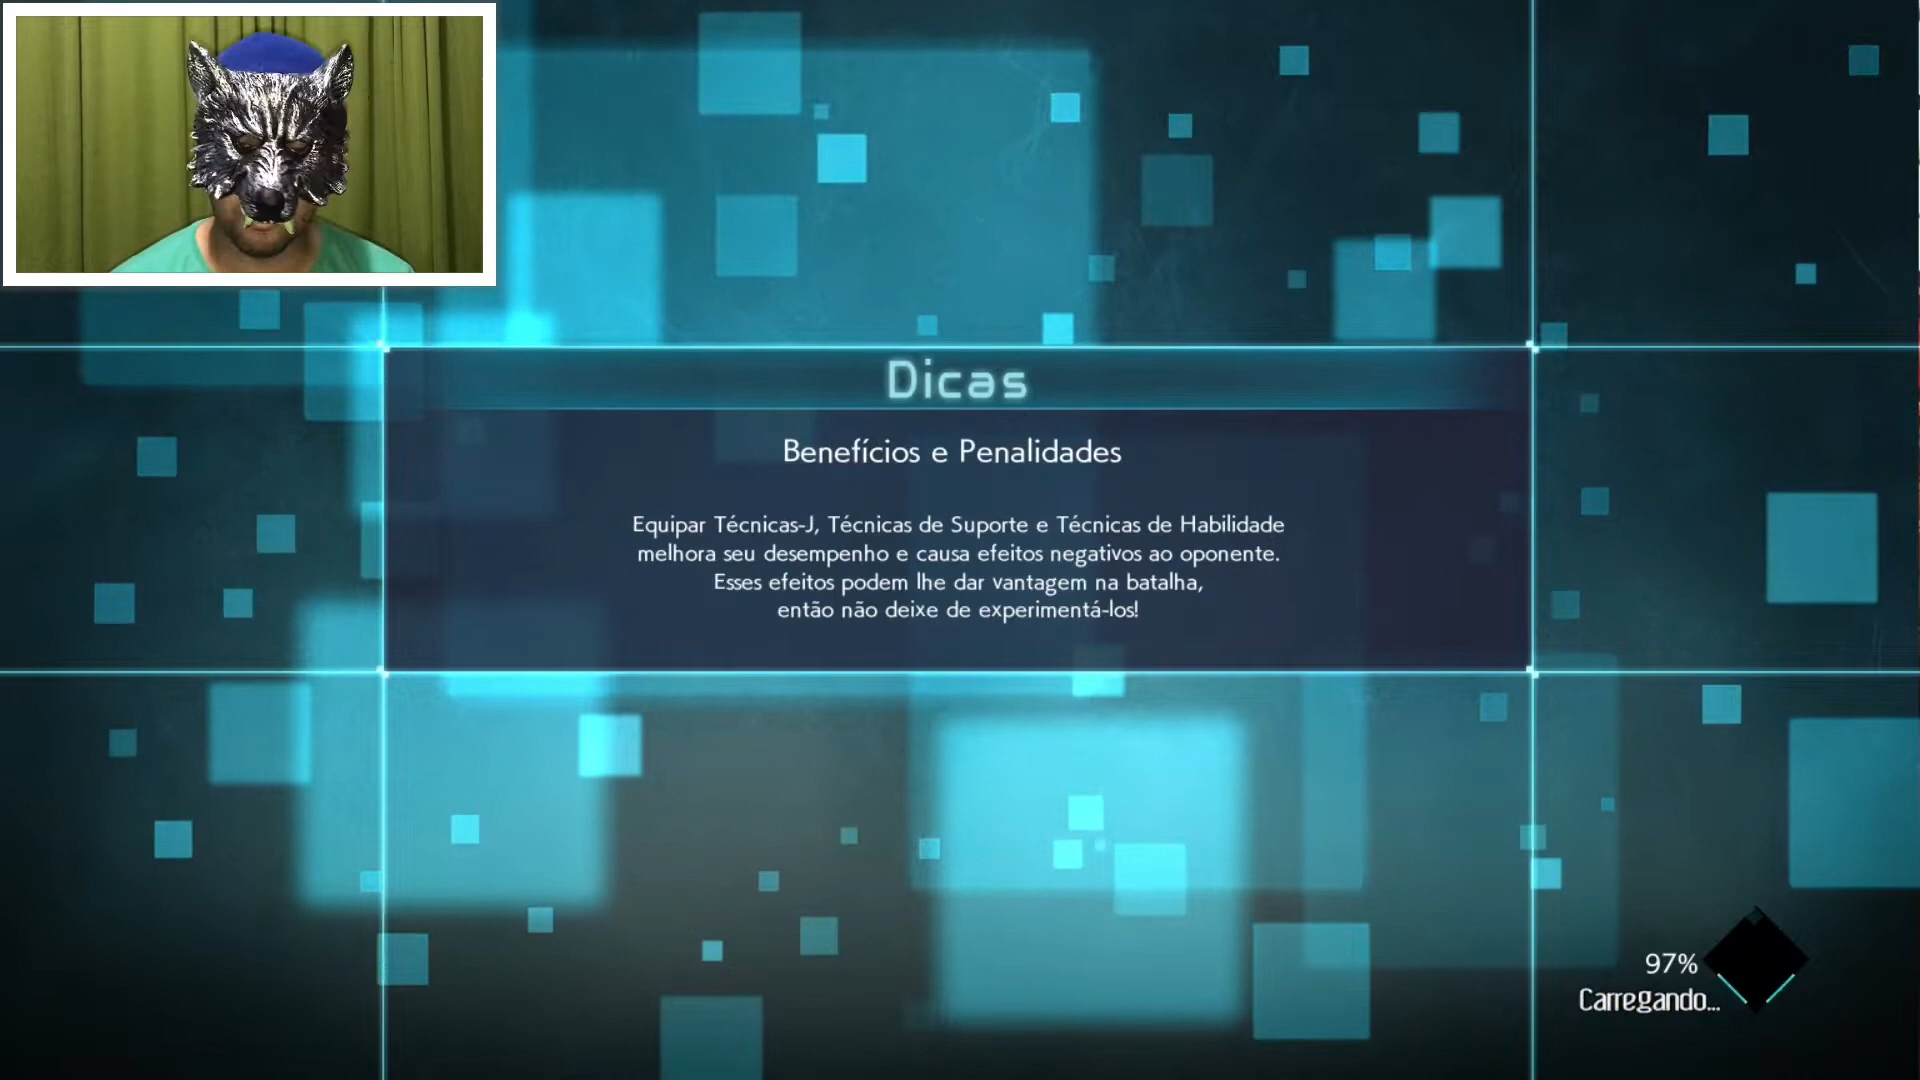 Dicas
Benefícios e Penalidades
Equipar Técnicas-J, Técnicas de Suporte e Técnicas de Habilidade
melhora seu desempenho e causa efeitos negativos ao oponente.
Esses efeitos podem lhe dar vantagem na batalha,
então não deixe de experimentá-los!
97%
Carregando...